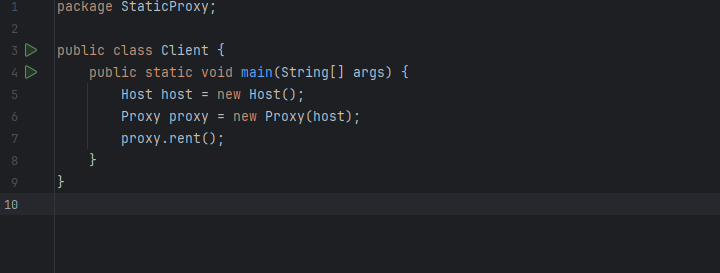 1 package StaticProxy;
2
3 public class Client {
4     public static void main(String[] args) {
5         Host host = new Host();
6         Proxy proxy = new Proxy(host);
7         proxy.rent();
8     }
9 }
10